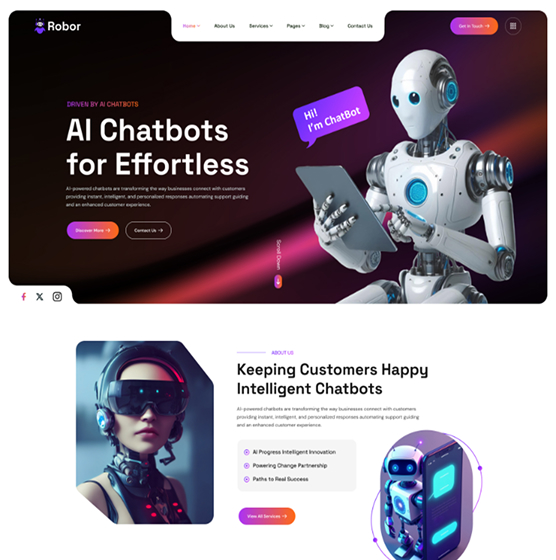 Robor
Home
About Us
Services
Pages
Blog
Contact Us
Get In Touch
DRIVEN BY AI CHATBOTS
AI Chatbots
for Effortless
AI-powered chatbots are transforming the way businesses connect with customers
providing instant, intelligent, and personalized responses automating support guiding
and an enhanced customer experience.
Discover More
Contact Us
Hi!
I'm ChatBot
Scroll Down
ABOUT US
Keeping Customers Happy
Intelligent Chatbots
AI-powered chatbots are transforming the way businesses connect with customers
providing instant, intelligent, and personalized responses automating support guiding
and an enhanced customer experience.
AI Progress Intelligent Innovation
Powering Change Partnership
Paths to Real Success
View All Services